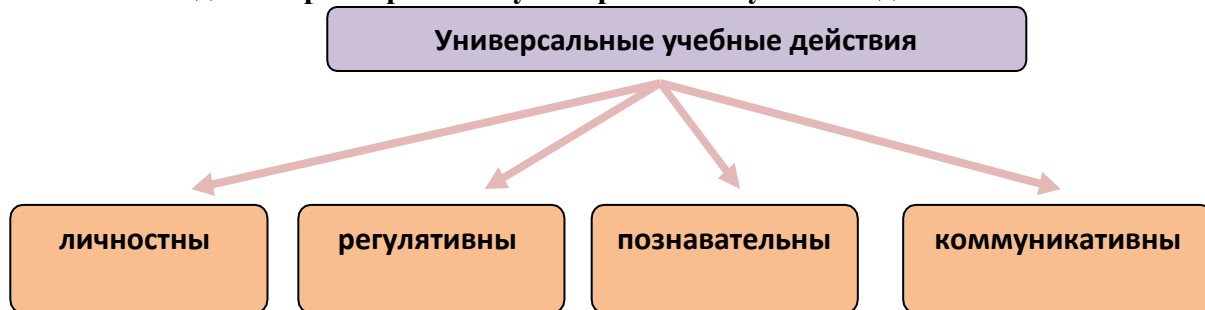 Универсальные учебные действия
личностны
регулятивны
познавательны
коммуникативны